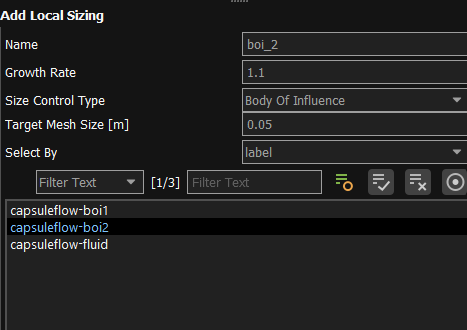 Add Local Sizing
Name boi_2
Growth Rate 1.1
Size Control Type Body Of Influence
Target Mesh Size [m] 0.05
Select By label
Filter Text [1/3] Filter Text
capsuleflow-boi1
capsuleflow-boi2
capsuleflow-fluid